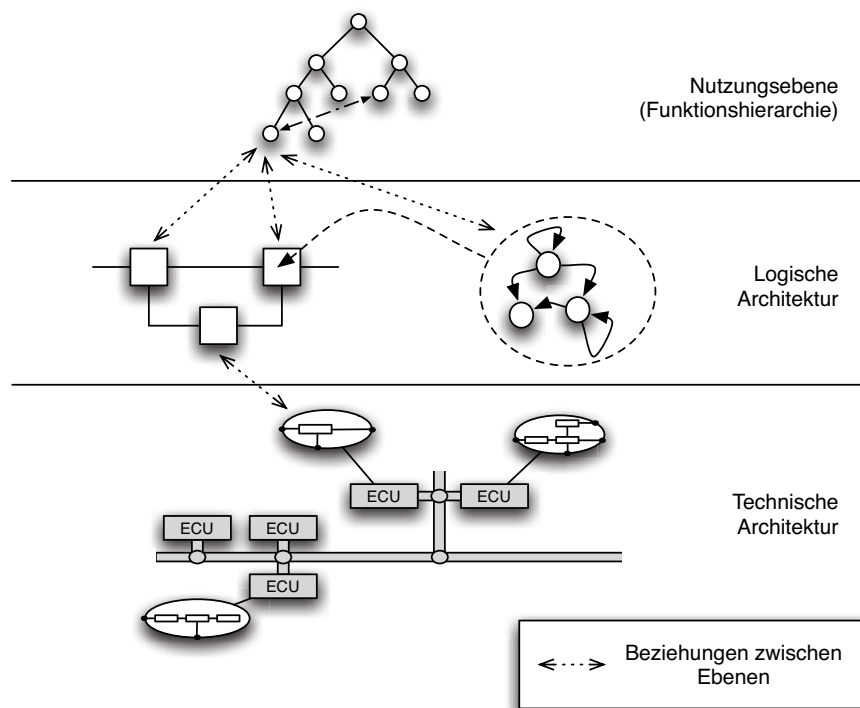 Nutzungsebene
(Funktionshierarchie)
Logische
Architektur
ECU
ECU
Technische
Architektur
ECU
ECU
ECU
Beziehungen zwischen
Ebenen